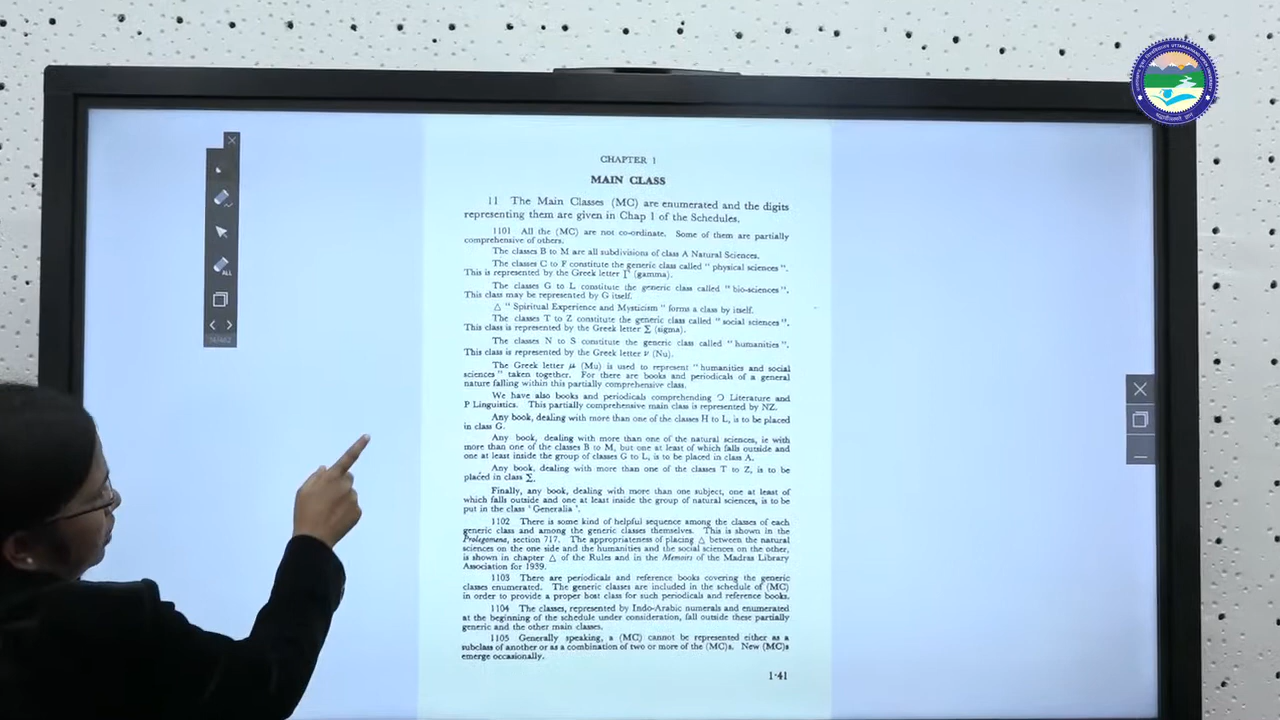 CHAPTER 1
MAIN CLASS
11 The Main Classes (MC) are enumerated and the digits
representing them are given in Chap 1 of the Schedules.
1101 All the (MC) are not co-ordinate. Some of them are partially
comprehensive of others.
The classes B to M are all subdivisions of class A Natural Sciences.
The classes C to F constitute the generic class called " physical sciences ".
This is represented by the Greek letter Γ (gamma).
The classes G to L constitute the generic class called " bio-sciences ".
This class may be represented by G itself.
△ " Spiritual Experience and Mysticism " forms a class by itself.
The classes T to Z constitute the generic class called " social sciences ".
This class is represented by the Greek letter Σ (sigma).
The classes N to S constitute the generic class called " humanities ".
This class is represented by the Greek letter ν (Nu).
The Greek letter μ (Mu) is used to represent " humanities and social
sciences " taken together. For there are books and periodicals of a general
nature falling within this partially comprehensive class.
We have also books and periodicals comprehending Ɔ Literature and
P Linguistics. This partially comprehensive main class is represented by NZ.
Any book, dealing with more than one of the classes H to L, is to be placed
in class G.
Any book, dealing with more than one of the natural sciences, ie with
more than one of the classes B to M, but one at least of which falls outside and
one at least inside the group of classes G to L, is to be placed in class A.
Any book, dealing with more than one of the classes T to Z, is to be
placed in class Σ.
Finally, any book, dealing with more than one subject, one at least of
which falls outside and one at least inside the group of natural sciences, is to be
put in the class ' Generalia '.
1102 There is some kind of helpful sequence among the classes of each
generic class and among the generic classes themselves. This is shown in the
Prolegomena, section 717. The appropriateness of placing △ between the natural
sciences on the one side and the humanities and the social sciences on the other,
is shown in chapter △ of the Rules and in the Memoirs of the Madras Library
Association for 1939.
1103 There are periodicals and reference books covering the generic
classes enumerated. The generic classes are included in the schedule of (MC)
in order to provide a proper host class for such periodicals and reference books.
1104 The classes, represented by Indo-Arabic numerals and enumerated
at the beginning of the schedule under consideration, fall outside these partially
generic and the other main classes.
1105 Generally speaking, a (MC) cannot be represented either as a
subclass of another or as a combination of two or more of the (MC)s. New (MC)s
emerge occasionally.
1·41
ALL